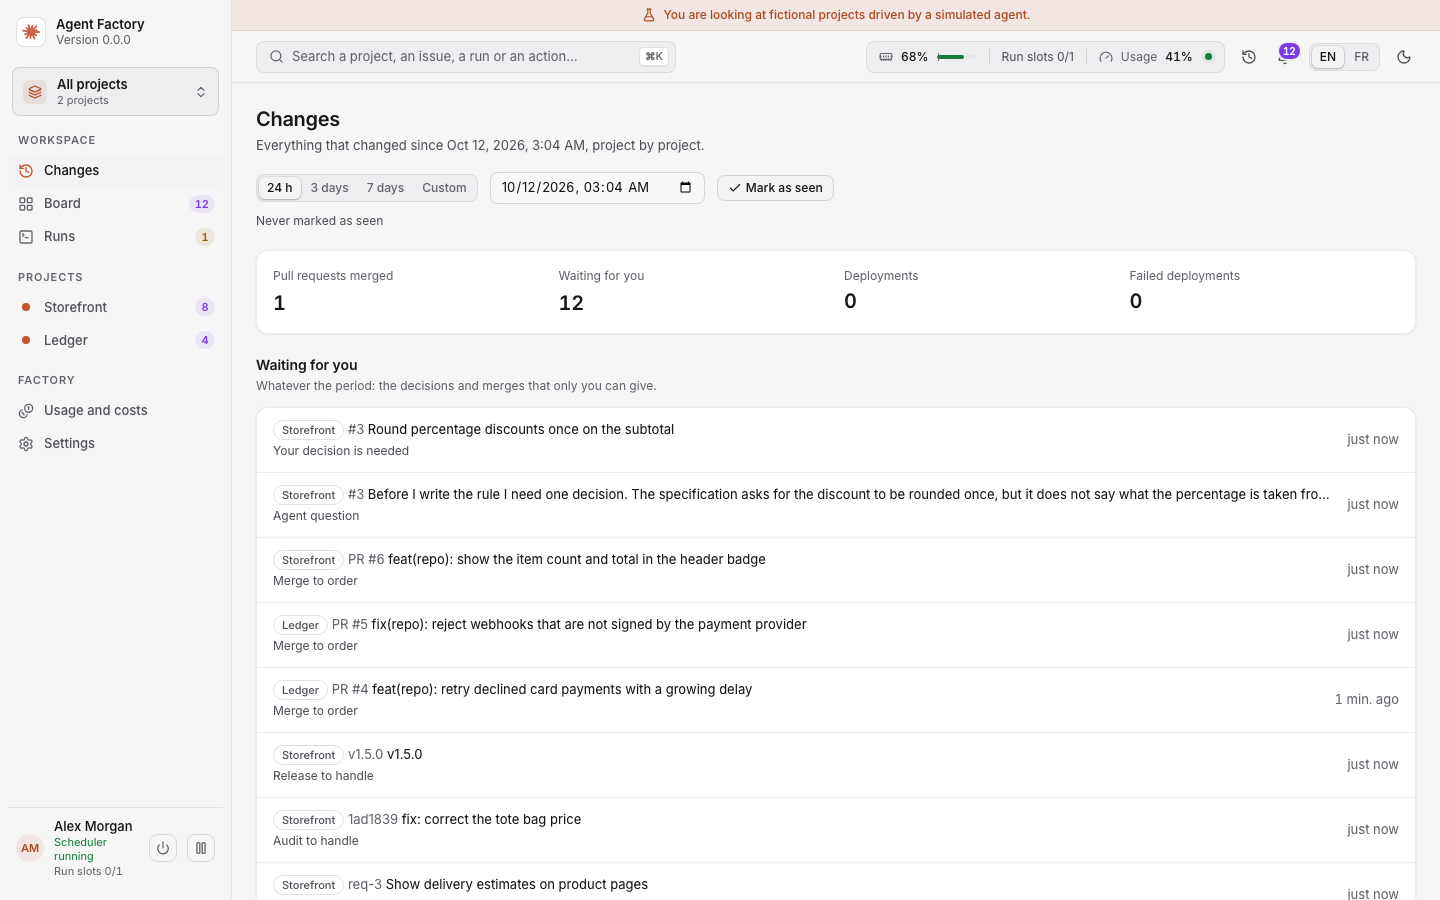 Agent Factory
Version 0.0.0
All projects
2 projects
WORKSPACE
Changes
Board 12
Runs 1
PROJECTS
Storefront 8
Ledger 4
FACTORY
Usage and costs
Settings
AM
Alex Morgan
Scheduler running
Run slots 0/1
You are looking at fictional projects driven by a simulated agent.
Search a project, an issue, a run or an action... ⌘K
68% Run slots 0/1 Usage 41% 12 EN FR
Changes
Everything that changed since Oct 12, 2026, 3:04 AM, project by project.
24 h 3 days 7 days Custom 10/12/2026, 03:04 AM Mark as seen
Never marked as seen
Pull requests merged Waiting for you Deployments Failed deployments
1 12 0 0
Waiting for you
Whatever the period: the decisions and merges that only you can give.
Storefront #3 Round percentage discounts once on the subtotal just now
Your decision is needed
Storefront #3 Before I write the rule I need one decision. The specification asks for the discount to be rounded once, but it does not say what the percentage is taken fro... just now
Agent question
Storefront PR #6 feat(repo): show the item count and total in the header badge just now
Merge to order
Ledger PR #5 fix(repo): reject webhooks that are not signed by the payment provider just now
Merge to order
Ledger PR #4 feat(repo): retry declined card payments with a growing delay 1 min. ago
Merge to order
Storefront v1.5.0 v1.5.0 just now
Release to handle
Storefront 1ad1839 fix: correct the tote bag price just now
Audit to handle
Storefront req-3 Show delivery estimates on product pages just now